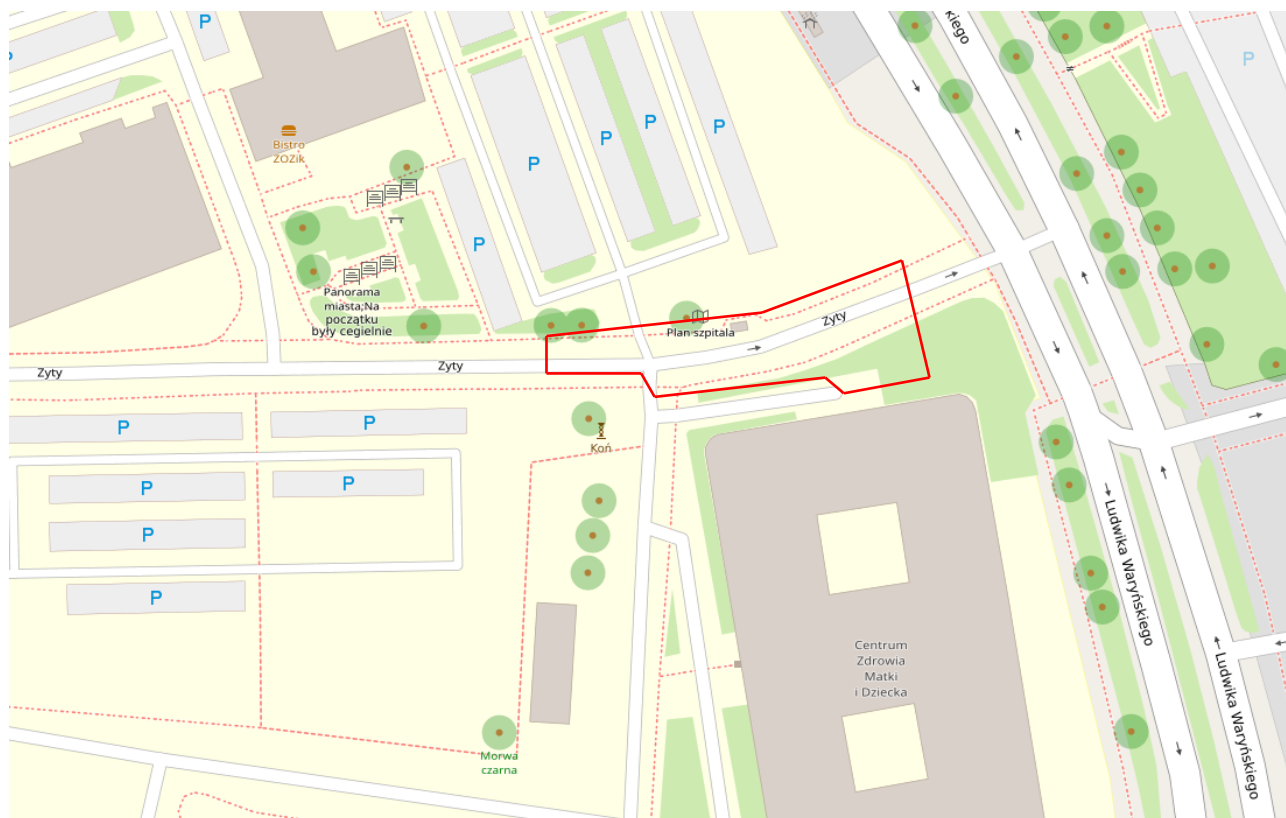 P
P
kiego
P
Bistro
ZOZik
P
P
P
P
P
Panorama
miasta;Na
początku
były cegielnie
Plan szpitala
Zyty
Zyty
Zyty
P
P
Koń
P
P
P
P
Ludwika Waryńskiego
Centrum
Zdrowia
Matki
i Dziecka
Ludwika Waryńskiego
Morwa
czarna